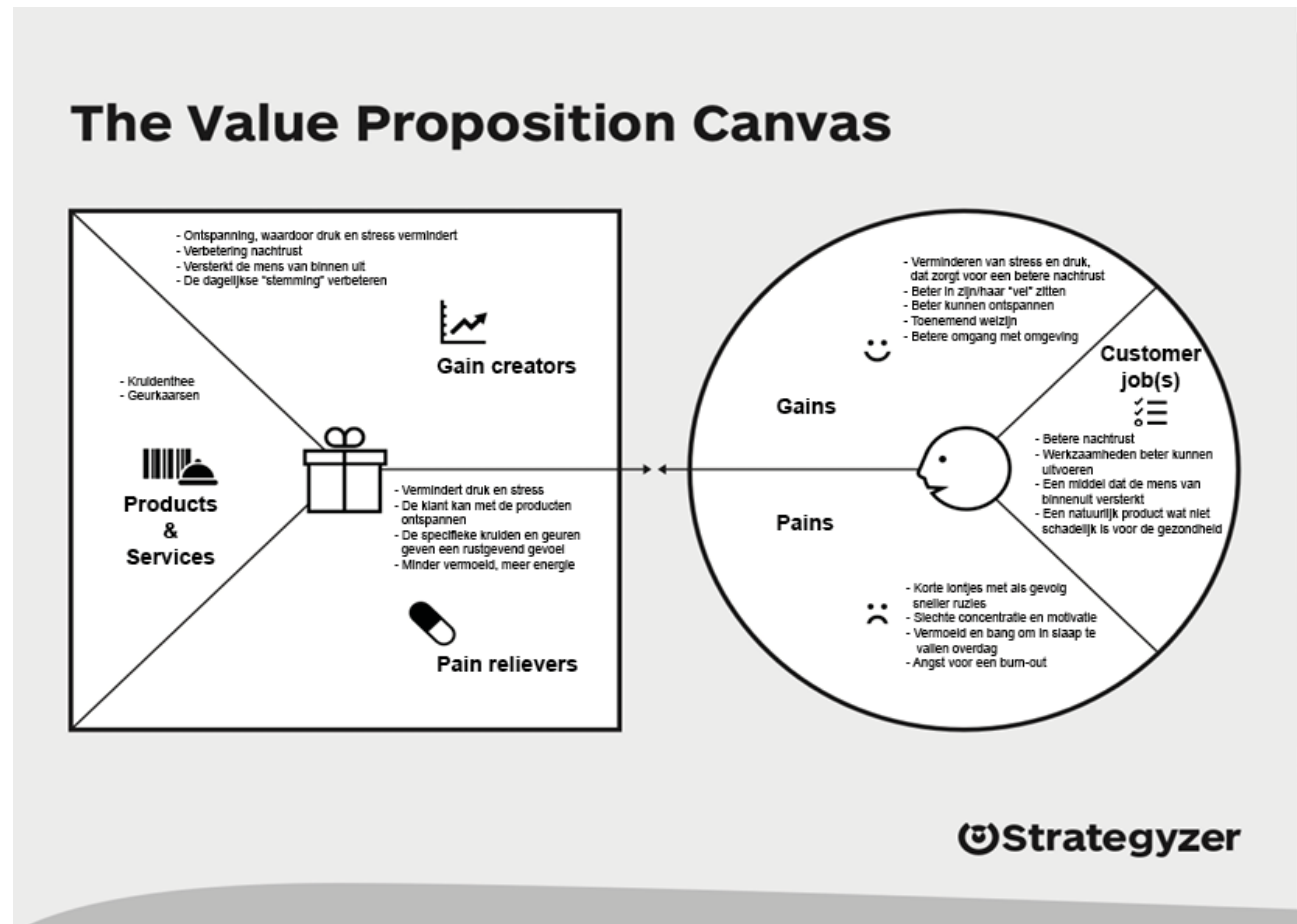 The Value Proposition Canvas
- Ontspanning, waardoor druk en stress vermindert
- Verbetering nachtrust
- Versterkt de mens van binnen uit
- De dagelijkse "stemming" verbeteren
Gain creators
- Kruidenthee
- Geurkaarsen
Products
&
Services
- Vermindert druk en stress
- De klant kan met de producten
ontspannen
- De specifieke kruiden en geuren
geven een rustgevend gevoel
- Minder vermoeid, meer energie
Pain relievers
- Verminderen van stress en druk,
dat zorgt voor een betere nachtrust
- Beter in zijn/haar "vel" zitten
- Beter kunnen ontspannen
- Toenemend welzijn
- Betere omgang met omgeving
Gains
Customer
job(s)
- Betere nachtrust
- Werkzaamheden beter kunnen
uitvoeren
- Een middel dat de mens van
binnenuit versterkt
- Een natuurlijk product wat niet
schadelijk is voor de gezondheid
Pains
- Korte lontjes met als gevolg
sneller ruzies
- Slechte concentratie en motivatie
- Vermoeid en bang om in slaap te
vallen overdag
- Angst voor een burn-out
Strategyzer